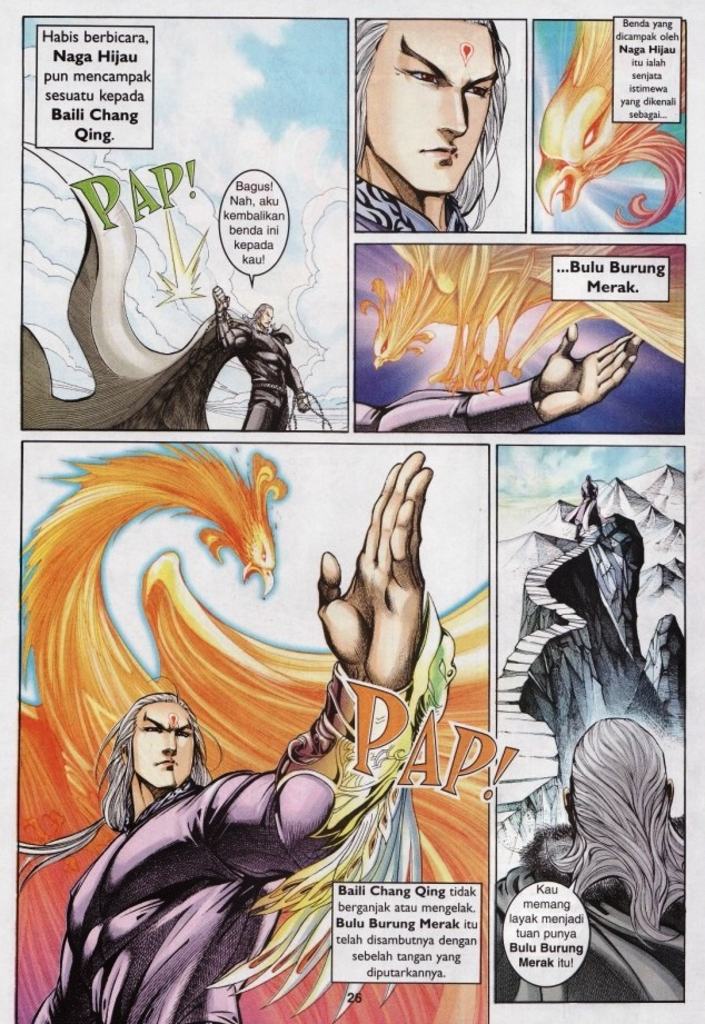 Habis berbicara,
Naga Hijau
pun mencampak
sesuatu kepada
Baili Chang
Qing.
PAP!
Bagus!
Nah, aku
kembalikan
benda ini
kepada
kau!
Benda yang
dicampak oleh
Naga Hijau
itu ialah
senjata
istimewa
yang dikenali
sebagai...
...Bulu Burung
Merak.
PAP!
Baili Chang Qing tidak
berganjak atau mengelak.
Bulu Burung Merak itu
telah disambutnya dengan
sebelah tangan yang
diputarkannya.
Kau
memang
layak menjadi
tuan punya
Bulu Burung
Merak itu!
26